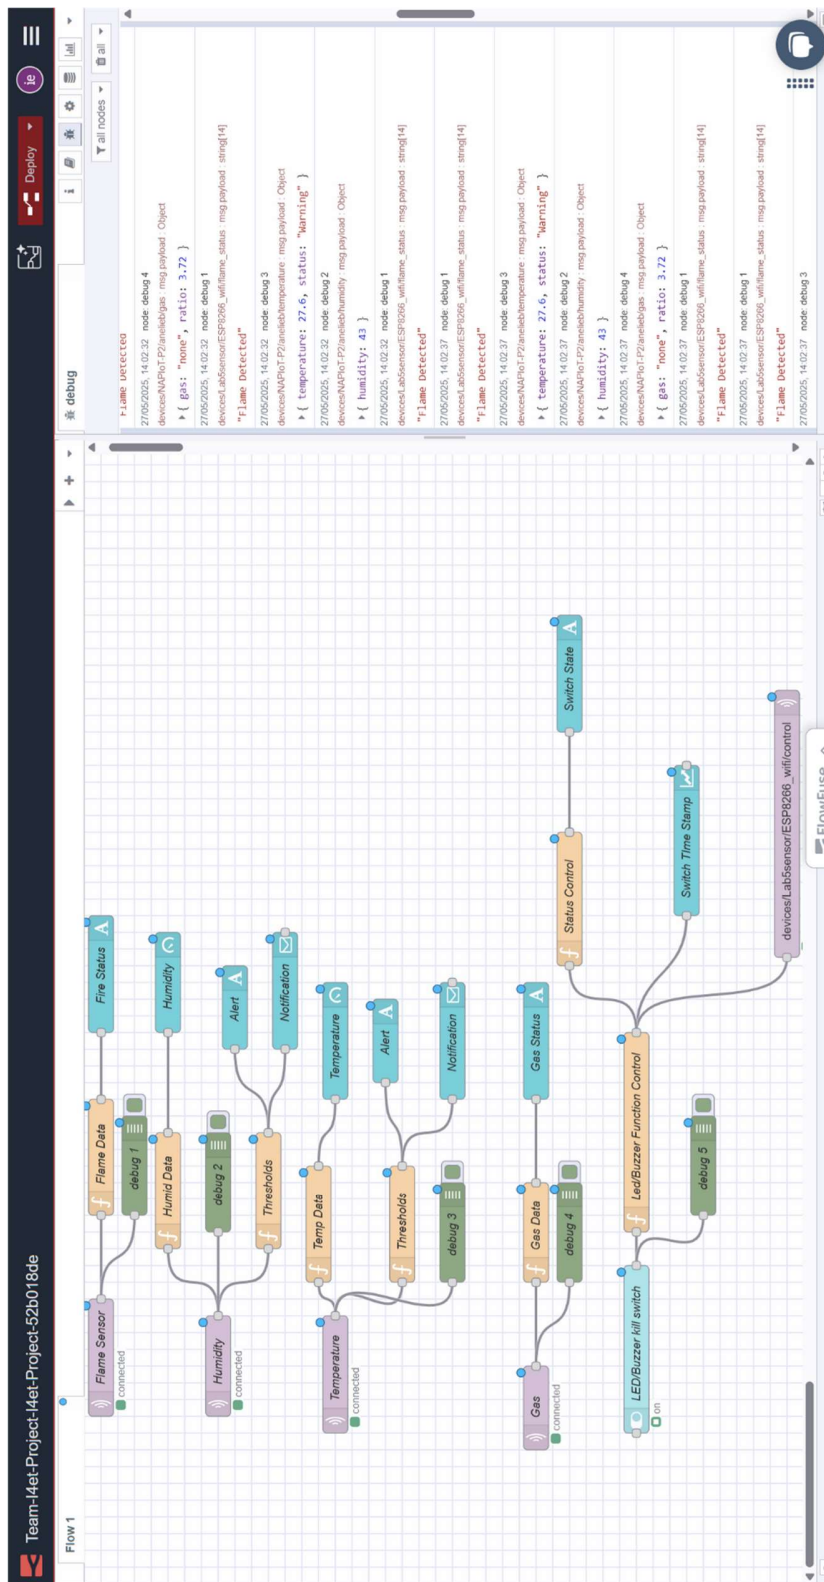 Team-I4et-Project-I4et-Project-52b018de
Deploy
ie
Flow 1
Flame Sensor
connected
Flame Data
Fire Status
debug 1
Humidity
connected
Humid Data
Humidity
debug 2
Thresholds
Alert
Notification
Temperature
connected
Temp Data
Temperature
Thresholds
Alert
Notification
debug 3
Gas
connected
Gas Data
Gas Status
debug 4
LED/Buzzer kill switch
on
Led/Buzzer Function Control
debug 5
Status Control
Switch State
Switch TIme Stamp
devices/Lab5sensor/ESP8266_wifi/control
FlowFuse
debug
i
all nodes
all
"Flame Detected"
27/05/2025, 14:02:32 node: debug 4
devices/NAPIoT-P2/anelieb/gas : msg.payload : Object
{ gas: "none", ratio: 3.72 }
27/05/2025, 14:02:32 node: debug 1
devices/Lab5sensor/ESP8266_wifi/flame_status : msg.payload : string[14]
"Flame Detected"
27/05/2025, 14:02:32 node: debug 3
devices/NAPIoT-P2/anelieb/temperature : msg.payload : Object
{ temperature: 27.6, status: "Warning" }
27/05/2025, 14:02:32 node: debug 2
devices/NAPIoT-P2/anelieb/humidity : msg.payload : Object
{ humidity: 43 }
27/05/2025, 14:02:32 node: debug 1
devices/Lab5sensor/ESP8266_wifi/flame_status : msg.payload : string[14]
"Flame Detected"
27/05/2025, 14:02:37 node: debug 1
devices/Lab5sensor/ESP8266_wifi/flame_status : msg.payload : string[14]
"Flame Detected"
27/05/2025, 14:02:37 node: debug 3
devices/NAPIoT-P2/anelieb/temperature : msg.payload : Object
{ temperature: 27.6, status: "Warning" }
27/05/2025, 14:02:37 node: debug 2
devices/NAPIoT-P2/anelieb/humidity : msg.payload : Object
{ humidity: 43 }
27/05/2025, 14:02:37 node: debug 4
devices/NAPIoT-P2/anelieb/gas : msg.payload : Object
{ gas: "none", ratio: 3.72 }
27/05/2025, 14:02:37 node: debug 1
devices/Lab5sensor/ESP8266_wifi/flame_status : msg.payload : string[14]
"Flame Detected"
27/05/2025, 14:02:37 node: debug 1
devices/Lab5sensor/ESP8266_wifi/flame_status : msg.payload : string[14]
"Flame Detected"
27/05/2025, 14:02:37 node: debug 3